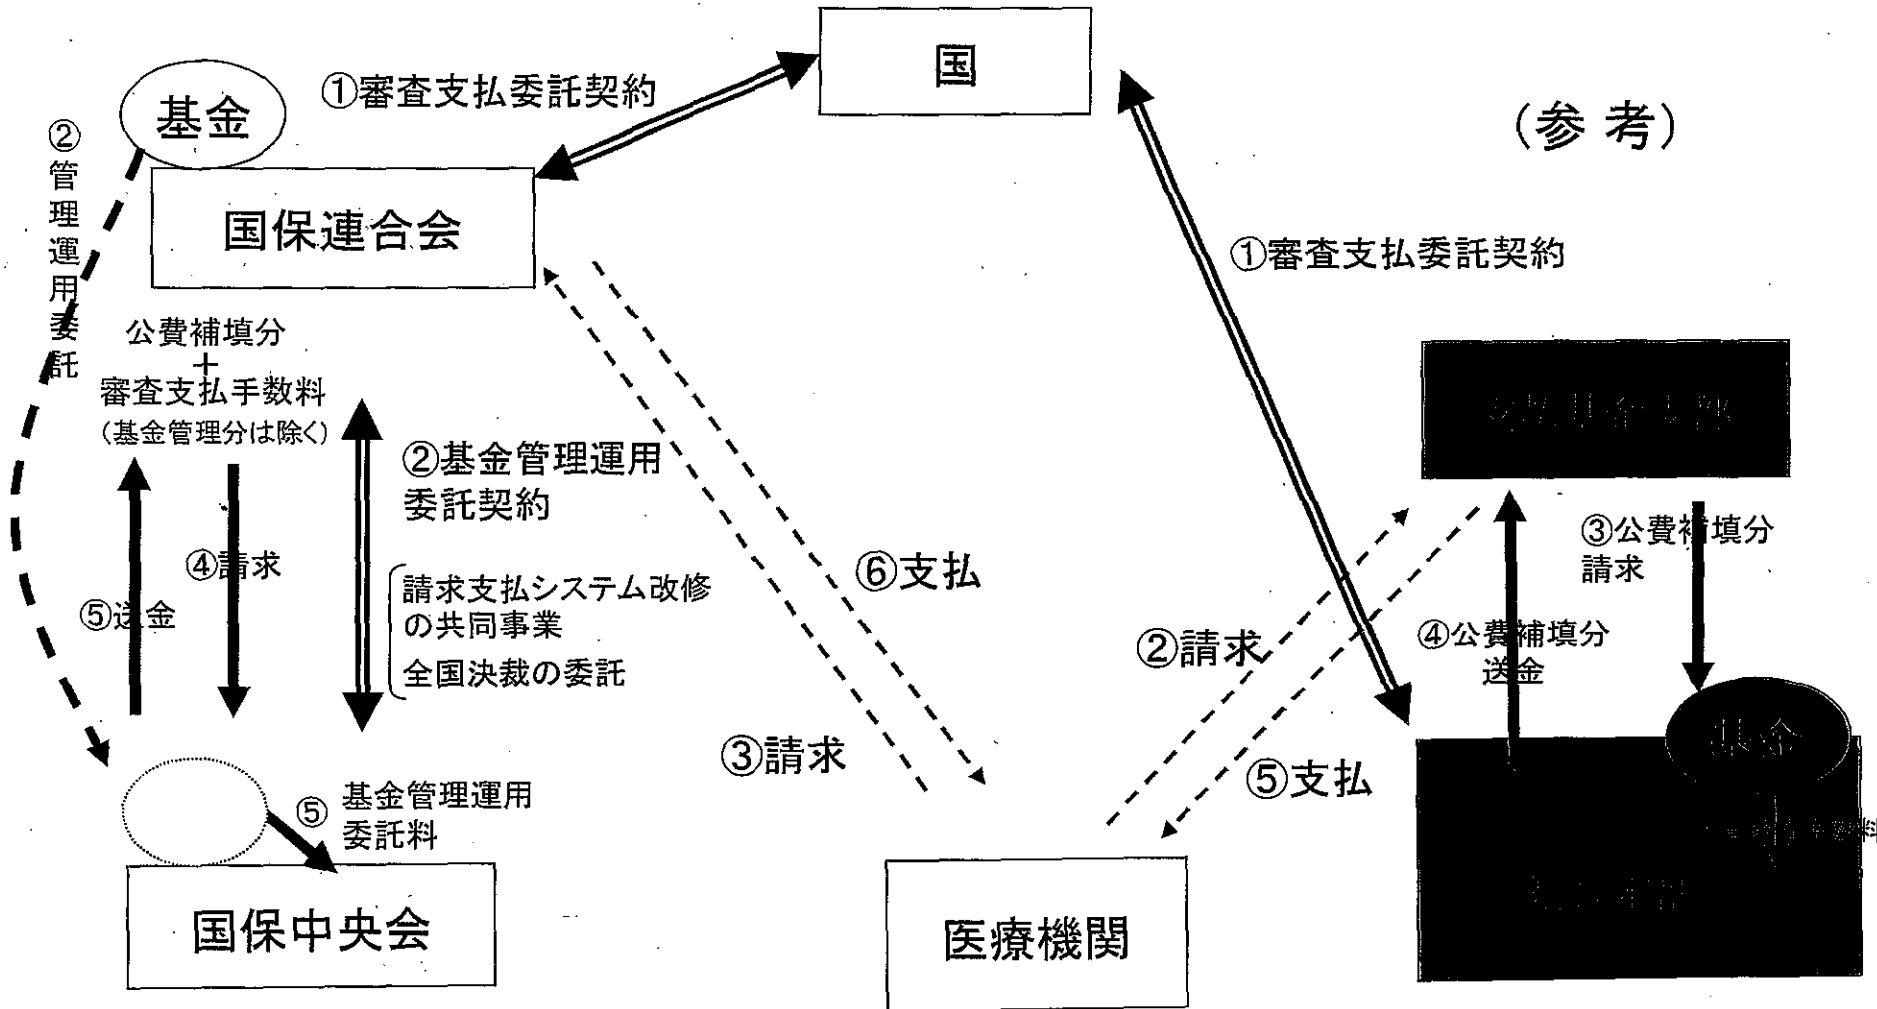 国
基金
①審査支払委託契約
（参 考）
②管理運用委託
国保連合会
①審査支払委託契約
公費補填分
＋
審査支払手数料
（基金管理分は除く）
②基金管理運用
委託契約
④請求
⑤送金
請求支払システム改修
の共同事業
全国決裁の委託
⑥支払
③請求
②請求
⑤支払
③公費補填分
請求
④公費補填分
送金
基金
⑤
基金管理運用
委託料
国保中央会
医療機関